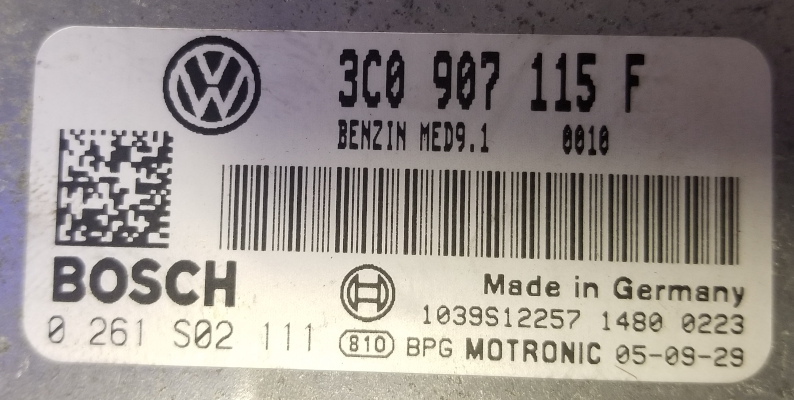 3C0 907 115 F
BENZIN MED9.1 0010
BOSCH
Made in Germany
1039S12257 1480 0223
0 261 S02 111
810 BPG MOTRONIC 05-09-29